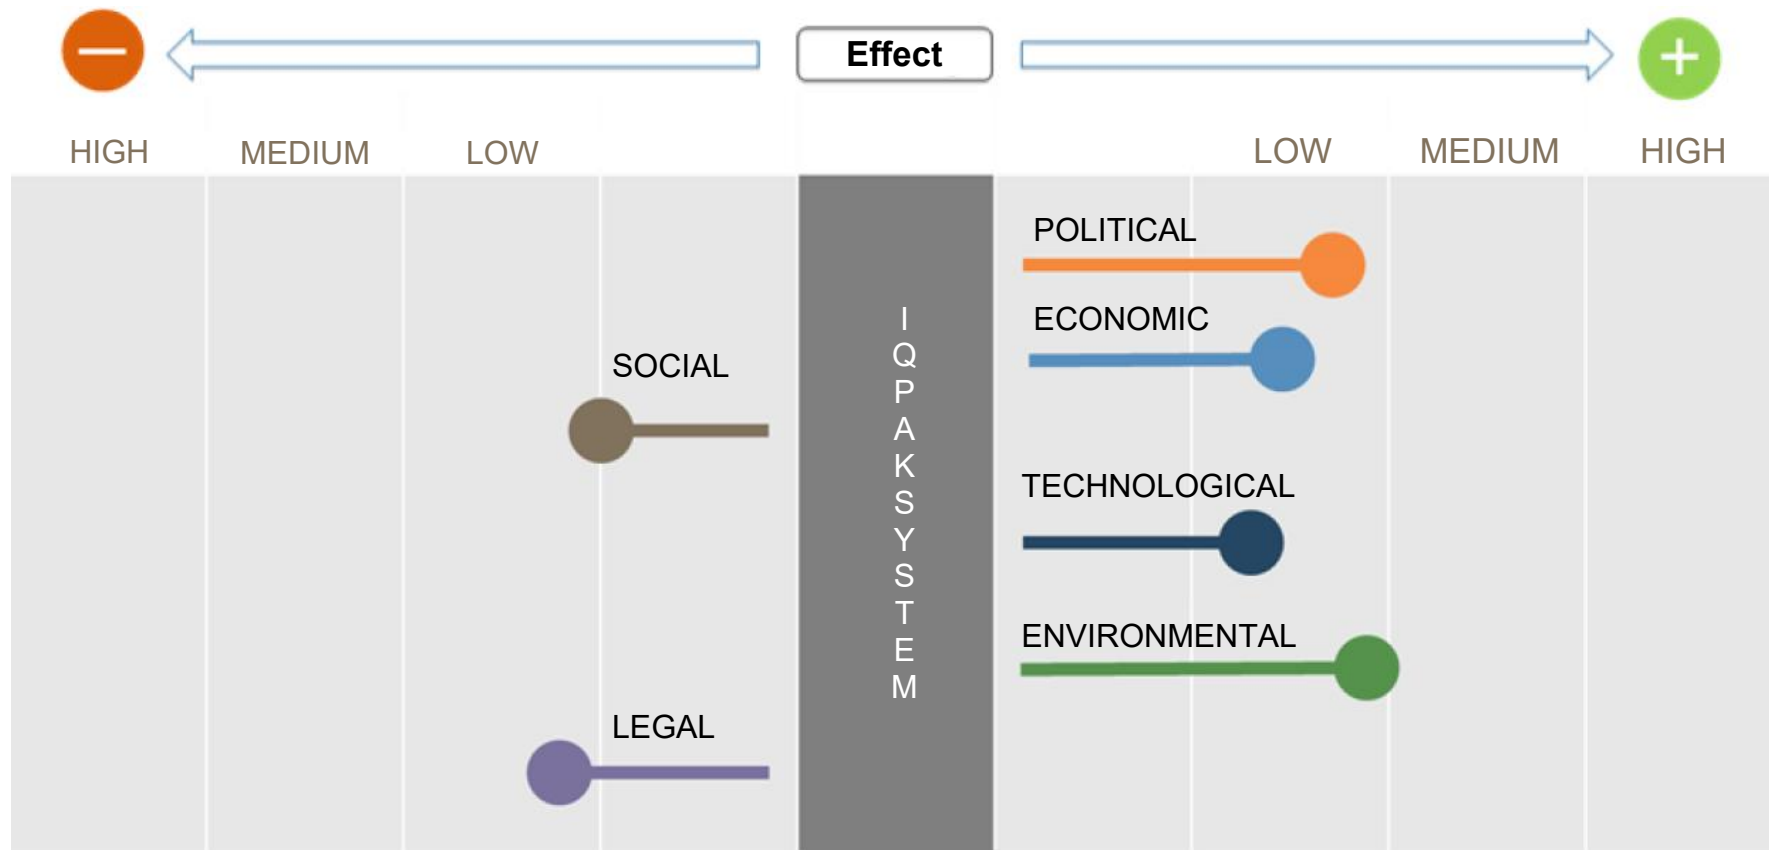 Effect
HIGH MEDIUM LOW LOW MEDIUM HIGH
POLITICAL
ECONOMIC
SOCIAL
TECHNOLOGICAL
ENVIRONMENTAL
LEGAL
I
Q
P
A
K
S
Y
S
T
E
M